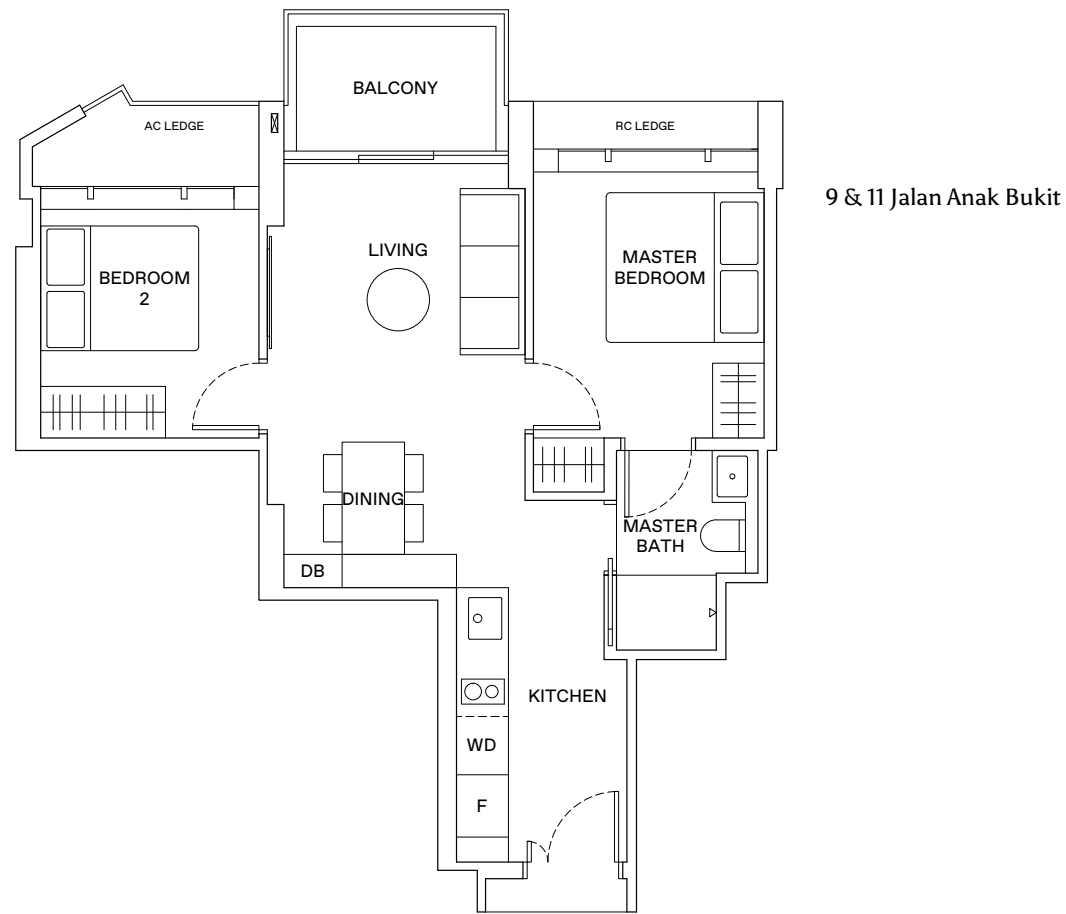 BALCONY
AC LEDGE
RC LEDGE
9 & 11 Jalan Anak Bukit
LIVING
MASTER
BEDROOM
BEDROOM
2
DINING
MASTER
BATH
DB
KITCHEN
WD
F